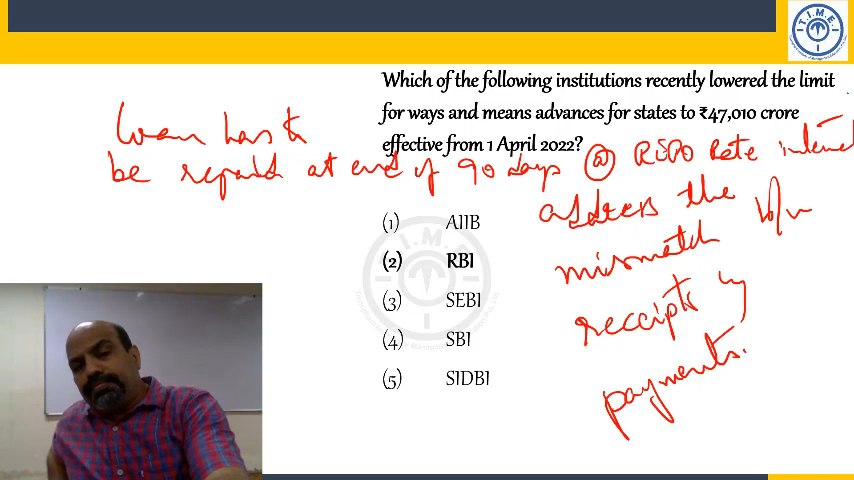 T.I.M.E.
Which of the following institutions recently lowered the limit
for ways and means advances for states to ₹47,010 crore
effective from 1 April 2022?
Loan has to
be repaid at end of 90 days @ REPO Rate interest
address the
mismatch b/w
receipts &
payments.
(1) AIIB
(2) RBI
(3) SEBI
(4) SBI
(5) SIDBI
T.I.M.E.